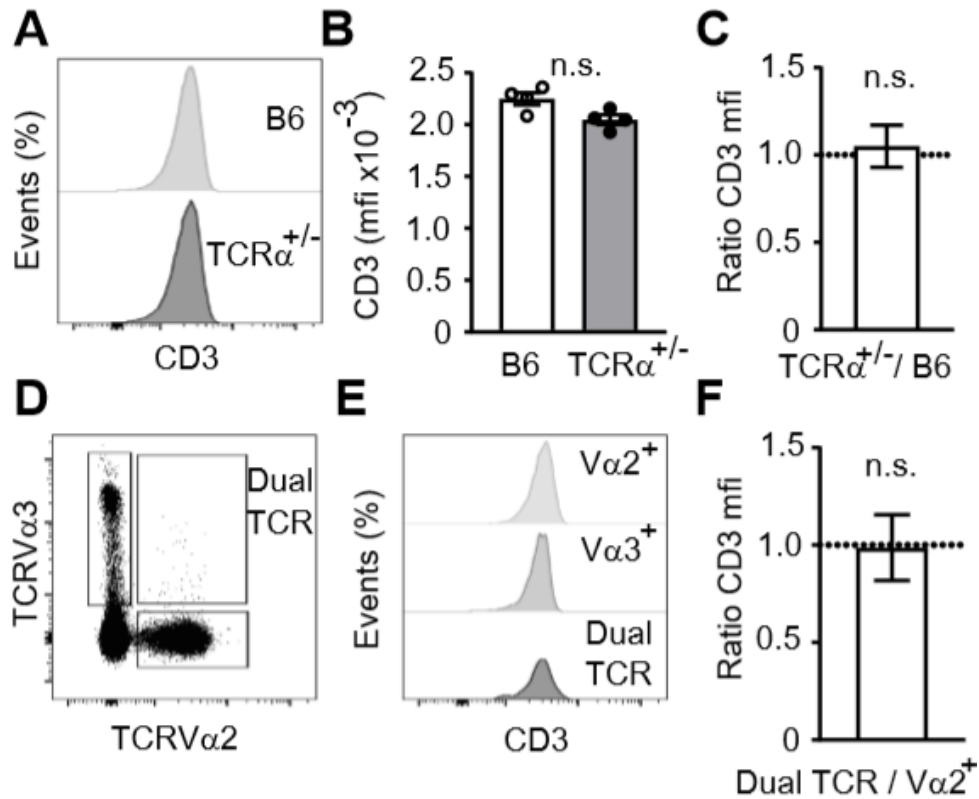 A
Events (%)
B6
TCRα+/-
CD3
B
n.s.
CD3 (mfi x10-3)
2.5
2.0
1.5
1.0
0.5
0
B6
TCRα+/-
C
n.s.
Ratio CD3 mfi
1.5
1.0
0.5
0
TCRα+/-/ B6
D
Dual
TCR
TCRVα3
TCRVα2
E
Events (%)
Vα2+
Vα3+
Dual
TCR
CD3
F
n.s.
Ratio CD3 mfi
1.5
1.0
0.5
0
Dual TCR / Vα2+